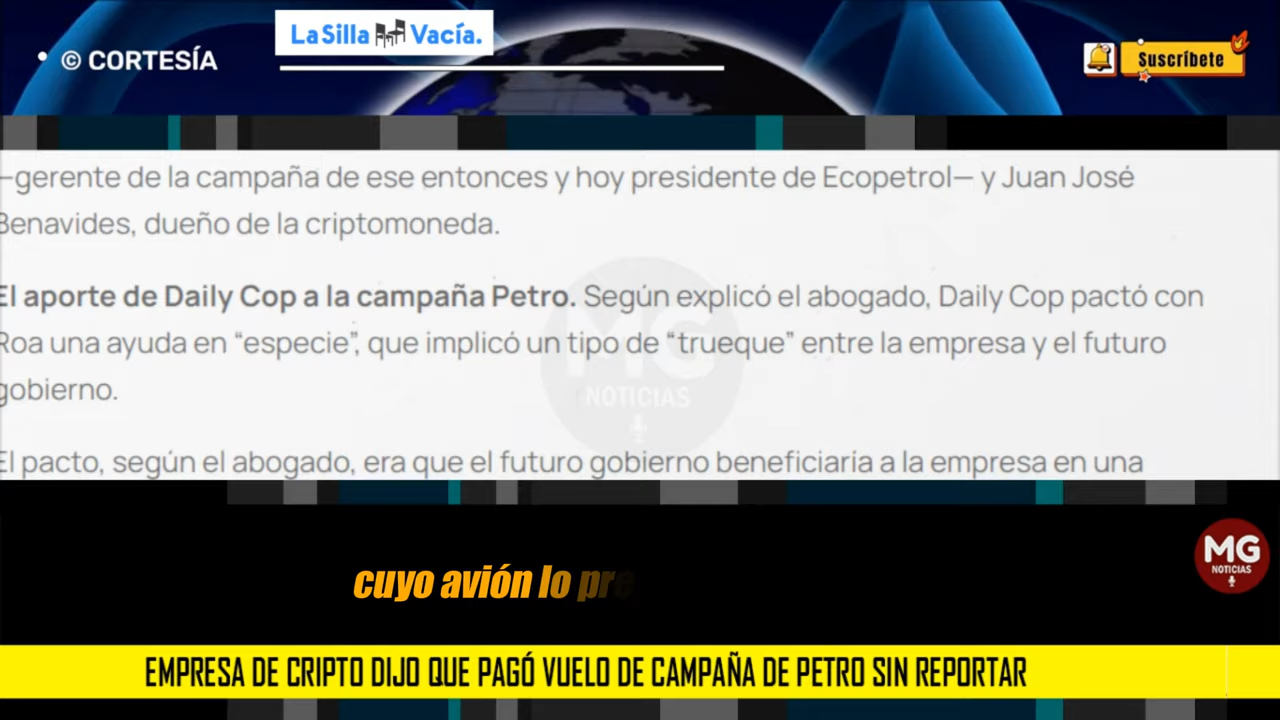 © CORTESÍA
La Silla Vacía.
Suscríbete
—gerente de la campaña de ese entonces y hoy presidente de Ecopetrol— y Juan José
Benavides, dueño de la criptomoneda.
El aporte de Daily Cop a la campaña Petro. Según explicó el abogado, Daily Cop pactó con
Roa una ayuda en “especie”, que implicó un tipo de “trueque” entre la empresa y el futuro
gobierno.
MG
NOTICIAS
El pacto, según el abogado, era que el futuro gobierno beneficiaría a la empresa en una
MG
NOTICIAS
cuyo avión lo pre
EMPRESA DE CRIPTO DIJO QUE PAGÓ VUELO DE CAMPAÑA DE PETRO SIN REPORTAR